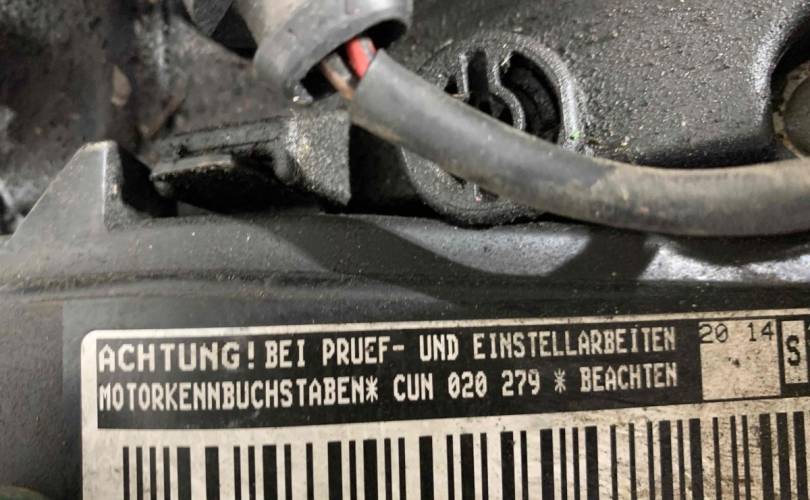 ACHTUNG! BEI PRUEF- UND EINSTELLARBEITEN
MOTORKENNBUCHSTABEN* CUN 020 279 * BEACHTEN
20 14
S